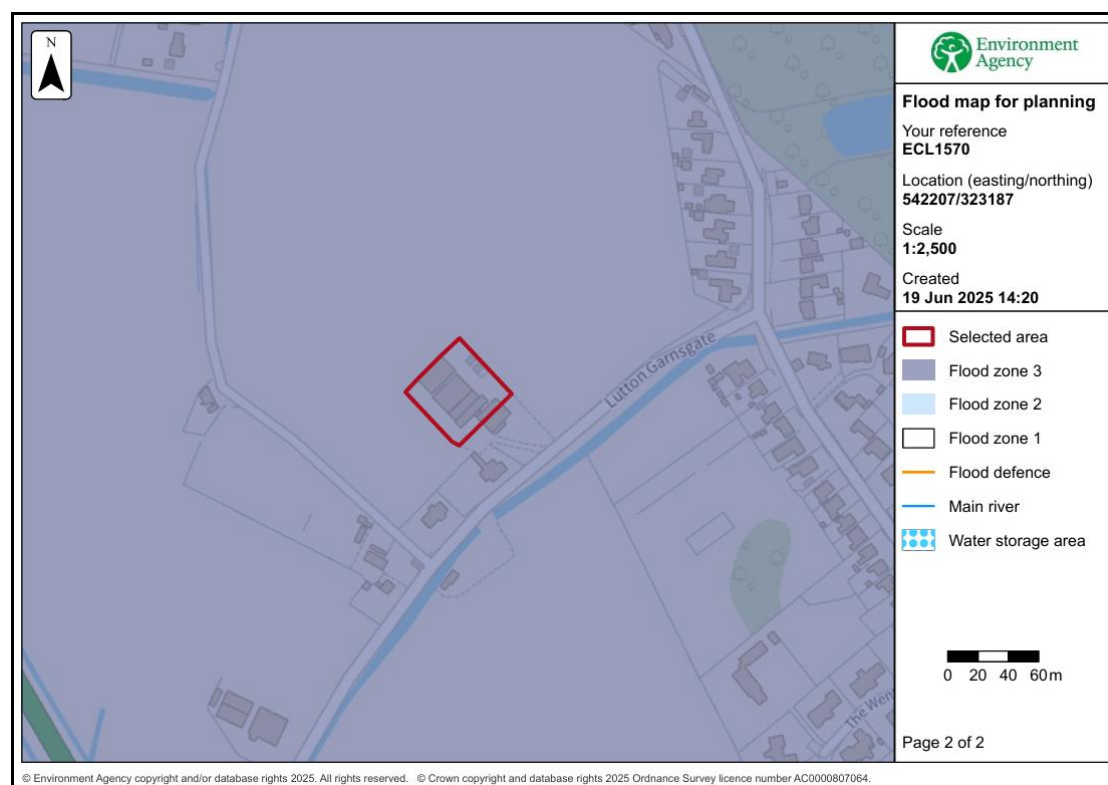 N
Lutton Garnsgate
The Went
Environment
Agency
Flood map for planning
Your reference
ECL1570
Location (easting/northing)
542207/323187
Scale
1:2,500
Created
19 Jun 2025 14:20
Selected area
Flood zone 3
Flood zone 2
Flood zone 1
Flood defence
Main river
Water storage area
0 20 40 60m
Page 2 of 2
© Environment Agency copyright and/or database rights 2025. All rights reserved. © Crown copyright and database rights 2025 Ordnance Survey licence number AC0000807064.